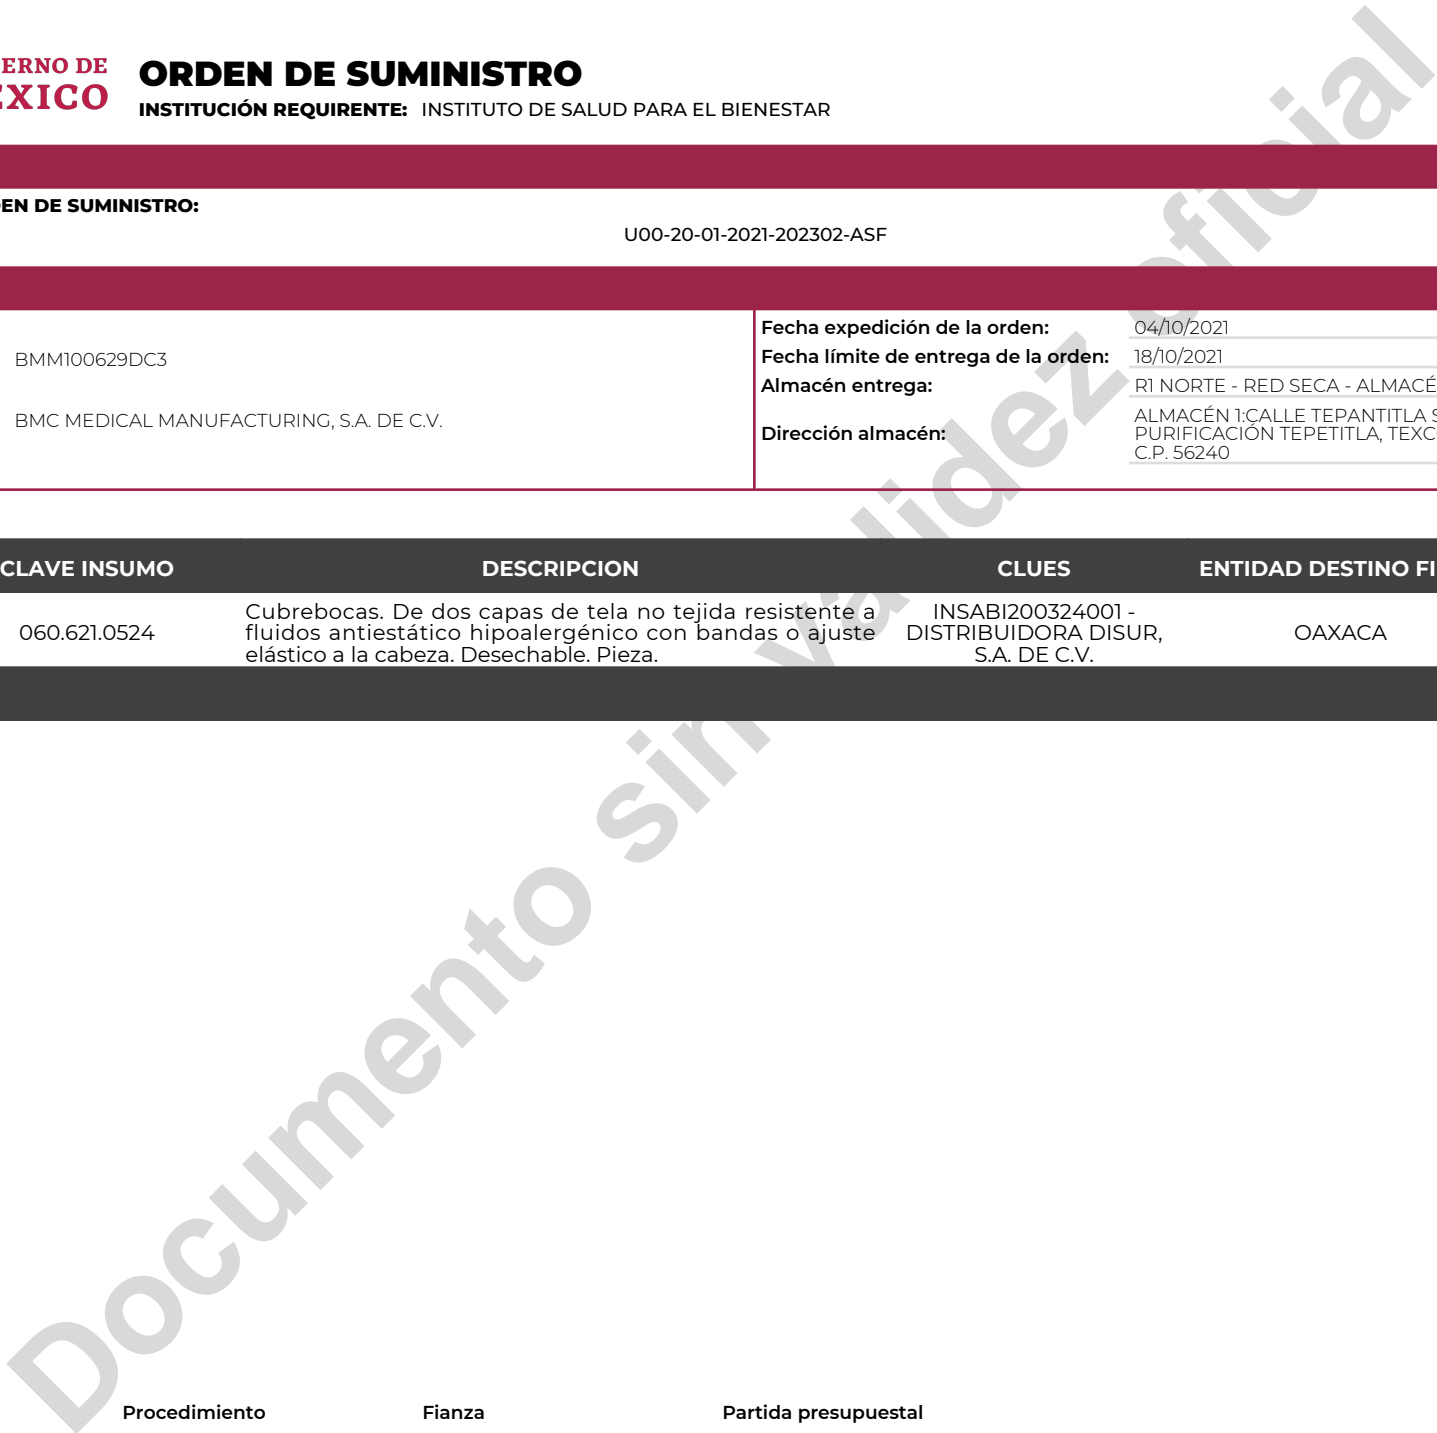 ERNO DE
ÉXICO
ORDEN DE SUMINISTRO
INSTITUCIÓN REQUIRENTE: INSTITUTO DE SALUD PARA EL BIENESTAR
EN DE SUMINISTRO:
U00-20-01-2021-202302-ASF
BMM100629DC3
BMC MEDICAL MANUFACTURING, S.A. DE C.V.
Fecha expedición de la orden: 04/10/2021
Fecha límite de entrega de la orden: 18/10/2021
Almacén entrega: R1 NORTE - RED SECA - ALMACÉ
Dirección almacén:
ALMACÉN 1:CALLE TEPANTITLA S
PURIFICACIÓN TEPETITLA, TEXC
C.P. 56240
CLAVE INSUMO DESCRIPCION CLUES ENTIDAD DESTINO FI
060.621.0524
Cubrebocas. De dos capas de tela no tejida resistente a
fluidos antiestático hipoalergénico con bandas o ajuste
elástico a la cabeza. Desechable. Pieza.
INSABI200324001 -
DISTRIBUIDORA DISUR,
S.A. DE C.V.
OAXACA
Documento sin validez oficial
Procedimiento Fianza Partida presupuestal